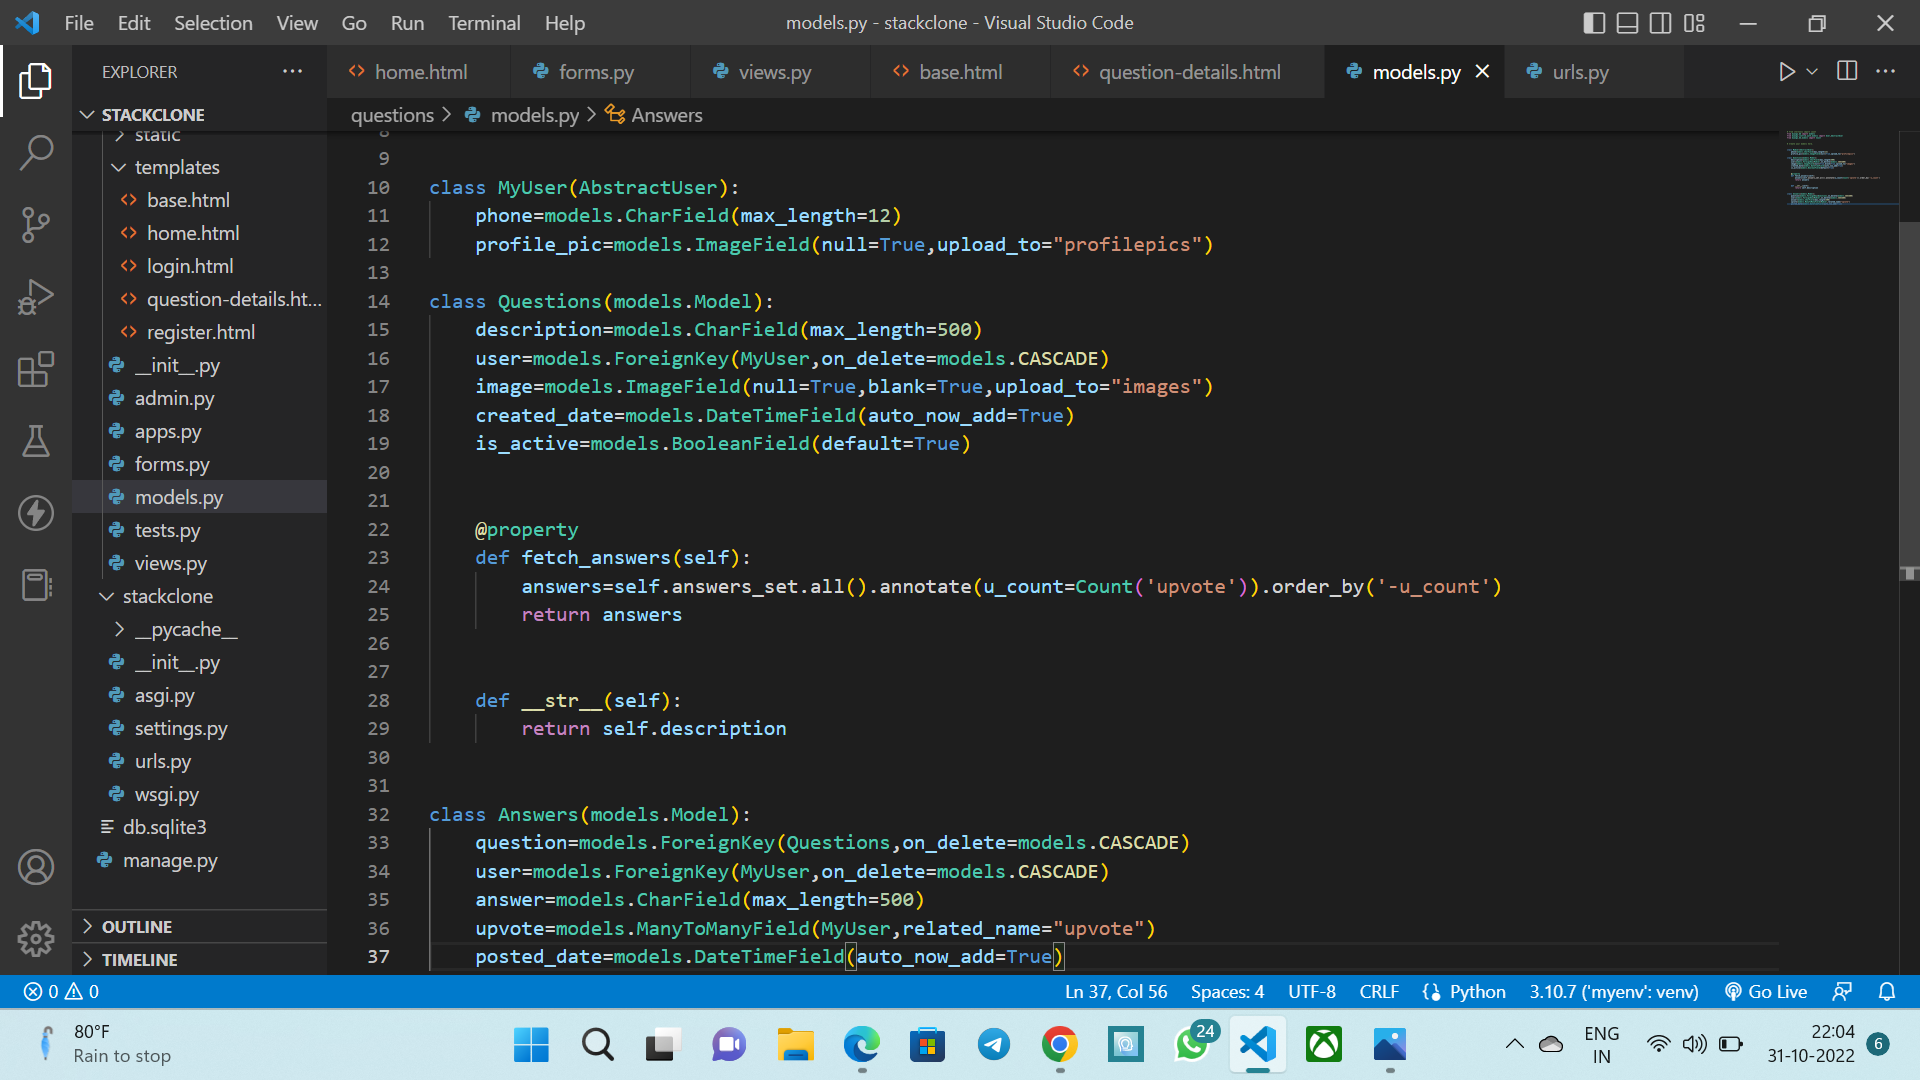 File Edit Selection View Go Run Terminal Help
models.py - stackclone - Visual Studio Code
EXPLORER
home.html
forms.py
views.py
base.html
question-details.html
models.py
urls.py
STACKCLONE
static
templates
base.html
home.html
login.html
question-details.ht...
register.html
__init__.py
admin.py
apps.py
forms.py
models.py
tests.py
views.py
stackclone
__pycache__
__init__.py
asgi.py
settings.py
urls.py
wsgi.py
db.sqlite3
manage.py
OUTLINE
TIMELINE
questions > models.py > Answers
8
9
10 class MyUser(AbstractUser):
11 phone=models.CharField(max_length=12)
12 profile_pic=models.ImageField(null=True,upload_to="profilepics")
13
14 class Questions(models.Model):
15 description=models.CharField(max_length=500)
16 user=models.ForeignKey(MyUser,on_delete=models.CASCADE)
17 image=models.ImageField(null=True,blank=True,upload_to="images")
18 created_date=models.DateTimeField(auto_now_add=True)
19 is_active=models.BooleanField(default=True)
20
21
22 @property
23 def fetch_answers(self):
24 answers=self.answers_set.all().annotate(u_count=Count('upvote')).order_by('-u_count')
25 return answers
26
27
28 def __str__(self):
29 return self.description
30
31
32 class Answers(models.Model):
33 question=models.ForeignKey(Questions,on_delete=models.CASCADE)
34 user=models.ForeignKey(MyUser,on_delete=models.CASCADE)
35 answer=models.CharField(max_length=500)
36 upvote=models.ManyToManyField(MyUser,related_name="upvote")
37 posted_date=models.DateTimeField(auto_now_add=True)
0 0 Ln 37, Col 56 Spaces: 4 UTF-8 CRLF Python 3.10.7 ('myenv': venv) Go Live
80°F
Rain to stop
24
ENG
IN
22:04
31-10-2022
6